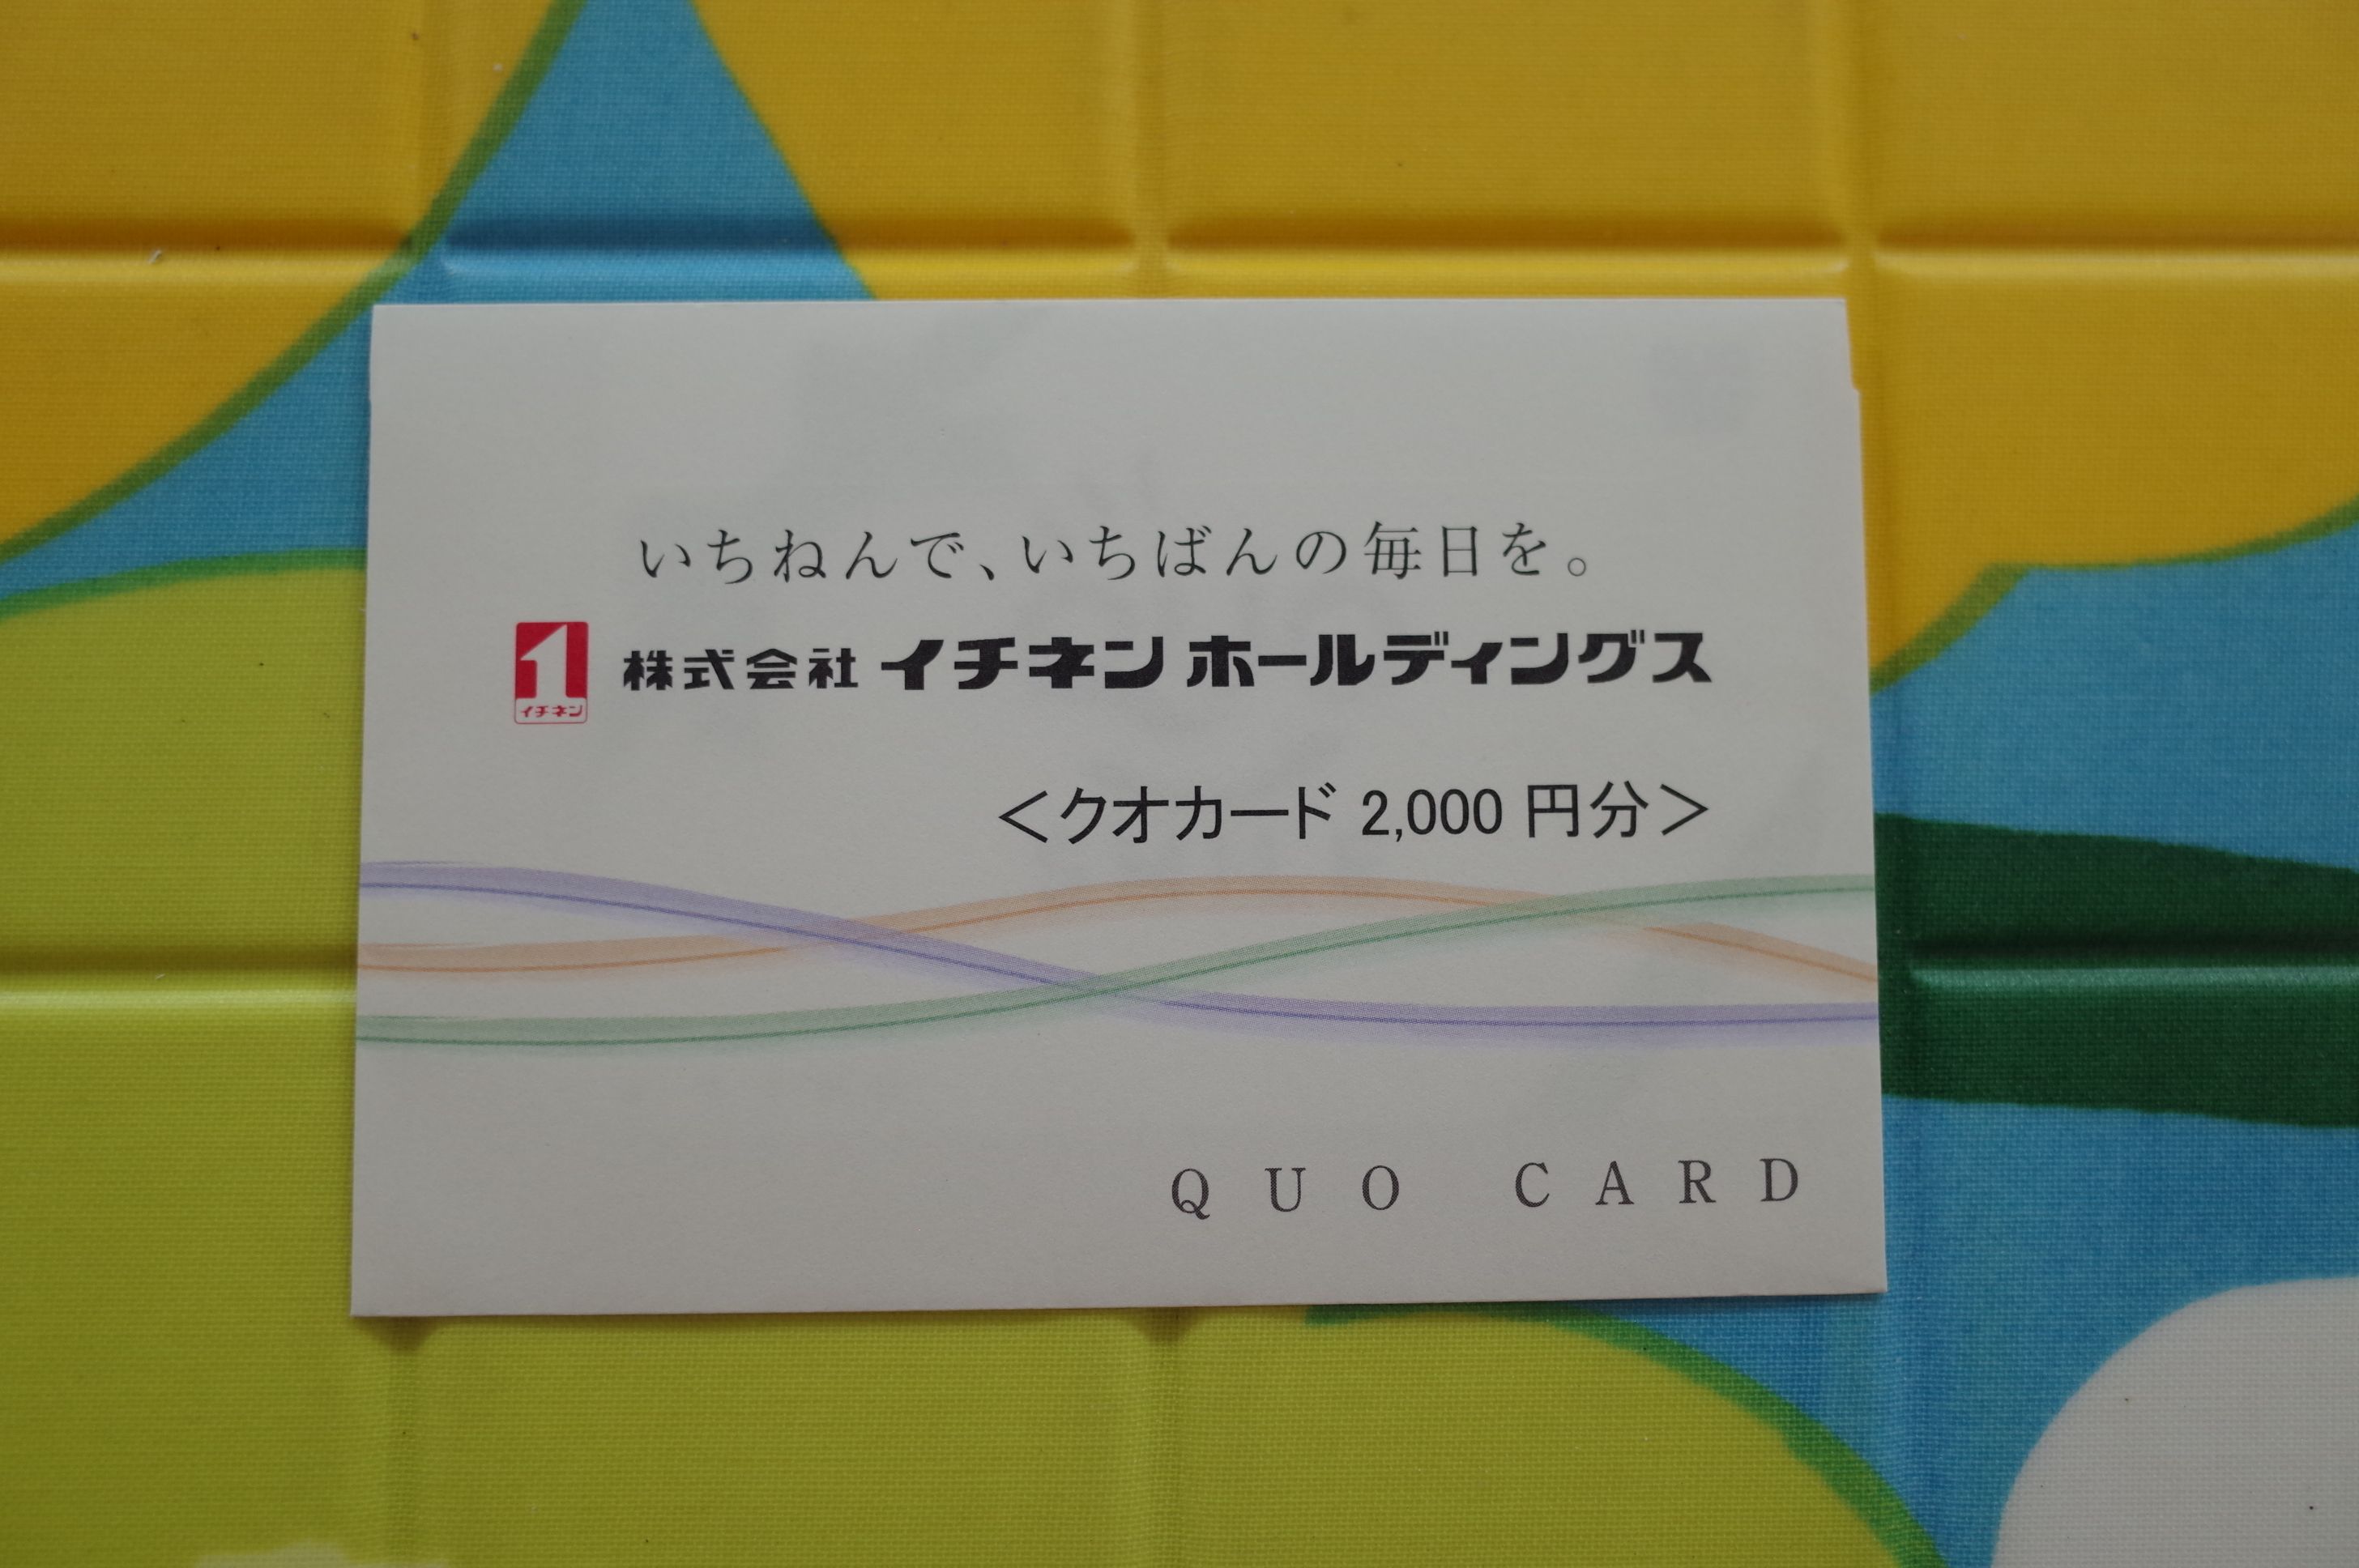 いちねんで、いちばんの毎日を。
イチネン
株式会社 イチネン ホールディングス
＜クオカード 2,000 円分＞
QUO CARD